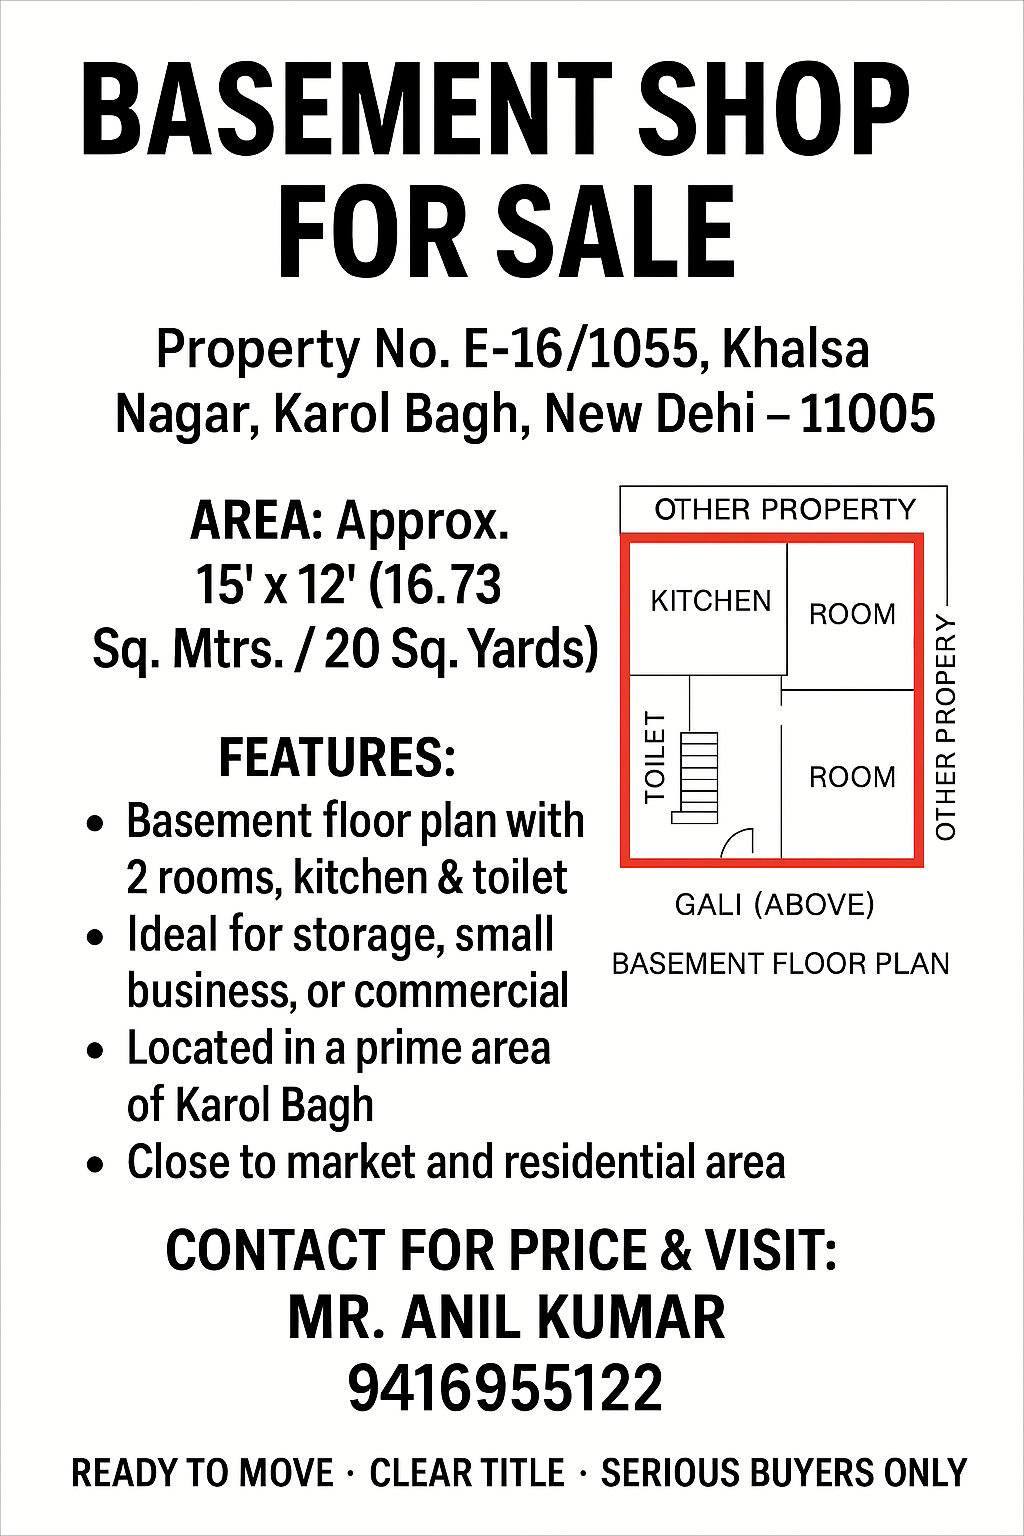 BASEMENT SHOP
FOR SALE
Property No. E-16/1055, Khalsa
Nagar, Karol Bagh, New Dehi – 11005
AREA: Approx.
15' x 12' (16.73
Sq. Mtrs. / 20 Sq. Yards)
FEATURES:
• Basement floor plan with
2 rooms, kitchen & toilet
• Ideal for storage, small
business, or commercial
• Located in a prime area
of Karol Bagh
• Close to market and residential area
OTHER PROPERTY
KITCHEN
ROOM
TOILET
ROOM
OTHER PROPERY
GALI (ABOVE)
BASEMENT FLOOR PLAN
CONTACT FOR PRICE & VISIT:
MR. ANIL KUMAR
9416955122
READY TO MOVE · CLEAR TITLE · SERIOUS BUYERS ONLY